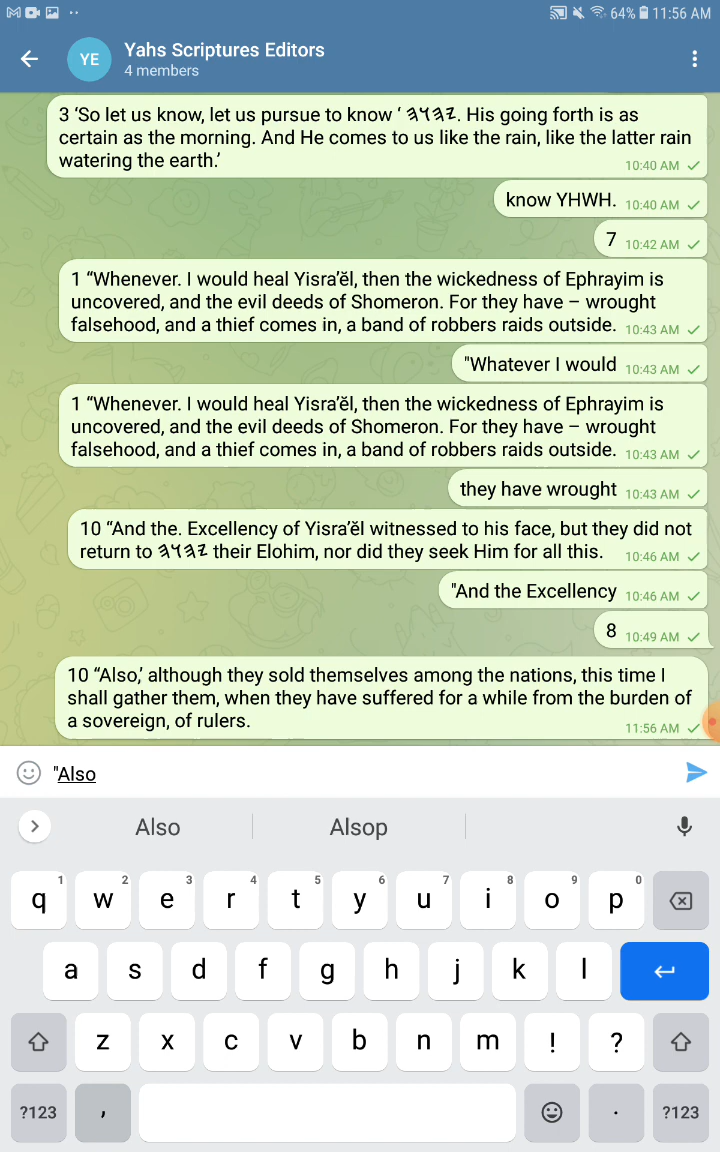 64% 11:56 AM
YE
Yahs Scriptures Editors
4 members
3 ‘So let us know, let us pursue to know ‘ 𐤉𐤄𐤅𐤄. His going forth is as
certain as the morning. And He comes to us like the rain, like the latter rain
watering the earth.’
10:40 AM
know YHWH.
10:40 AM
7
10:42 AM
1 “Whenever. I would heal Yisra’ĕl, then the wickedness of Ephrayim is
uncovered, and the evil deeds of Shomeron. For they have – wrought
falsehood, and a thief comes in, a band of robbers raids outside.
10:43 AM
"Whatever I would
10:43 AM
1 “Whenever. I would heal Yisra’ĕl, then the wickedness of Ephrayim is
uncovered, and the evil deeds of Shomeron. For they have – wrought
falsehood, and a thief comes in, a band of robbers raids outside.
10:43 AM
they have wrought
10:43 AM
10 “And the. Excellency of Yisra’ĕl witnessed to his face, but they did not
return to 𐤉𐤄𐤅𐤄 their Elohim, nor did they seek Him for all this.
10:46 AM
"And the Excellency
10:46 AM
8
10:49 AM
10 “Also,’ although they sold themselves among the nations, this time I
shall gather them, when they have suffered for a while from the burden of
a sovereign, of rulers.
11:56 AM
"Also
Also Alsop
1 2 3 4 5 6 7 8 9 0
q w e r t y u i o p
a s d f g h j k l
z x c v b n m ! ?
?123 , . ?123